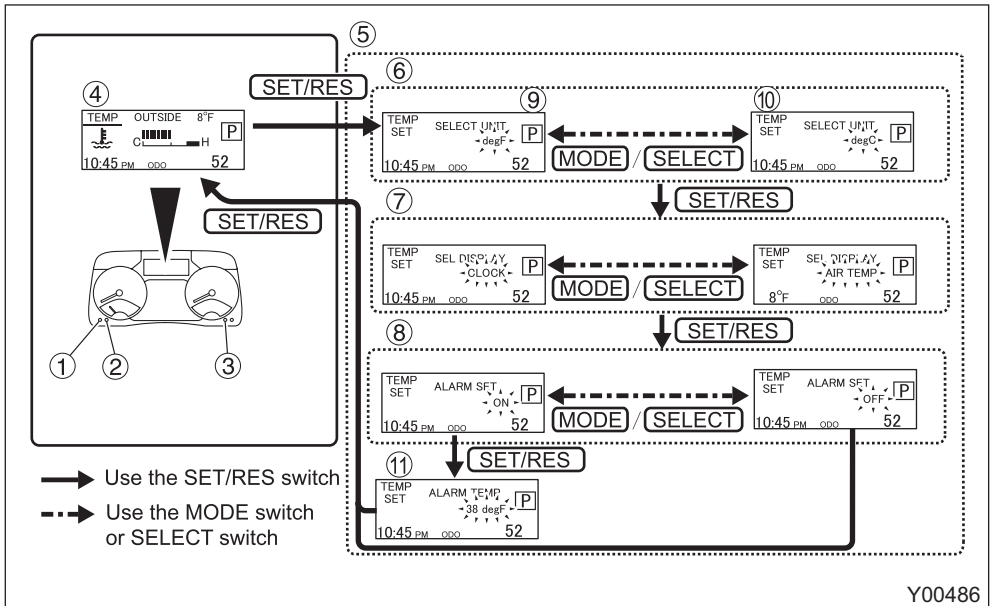 ④
TEMP OUTSIDE 8°F
C H P
10:45 PM ODO 52
SET/RES
SET/RES
① ② ③
Use the SET/RES switch
Use the MODE switch
or SELECT switch
⑤
⑥
⑨
TEMP
SET
SELECT UNIT
degF
P
10:45 PM ODO 52
MODE / SELECT
⑩
TEMP
SET
SELECT UNIT
degC
P
10:45 PM ODO 52
SET/RES
⑦
TEMP
SET
SEL DISPLAY
CLOCK
P
10:45 PM ODO 52
MODE / SELECT
TEMP
SET
SEL DISPLAY
AIR TEMP
P
8°F ODO 52
SET/RES
⑧
TEMP
SET
ALARM SET
ON
P
10:45 PM ODO 52
MODE / SELECT
TEMP
SET
ALARM SET
OFF
P
10:45 PM ODO 52
SET/RES
⑪
TEMP
SET
ALARM TEMP
38 degF
P
10:45 PM ODO 52
Y00486